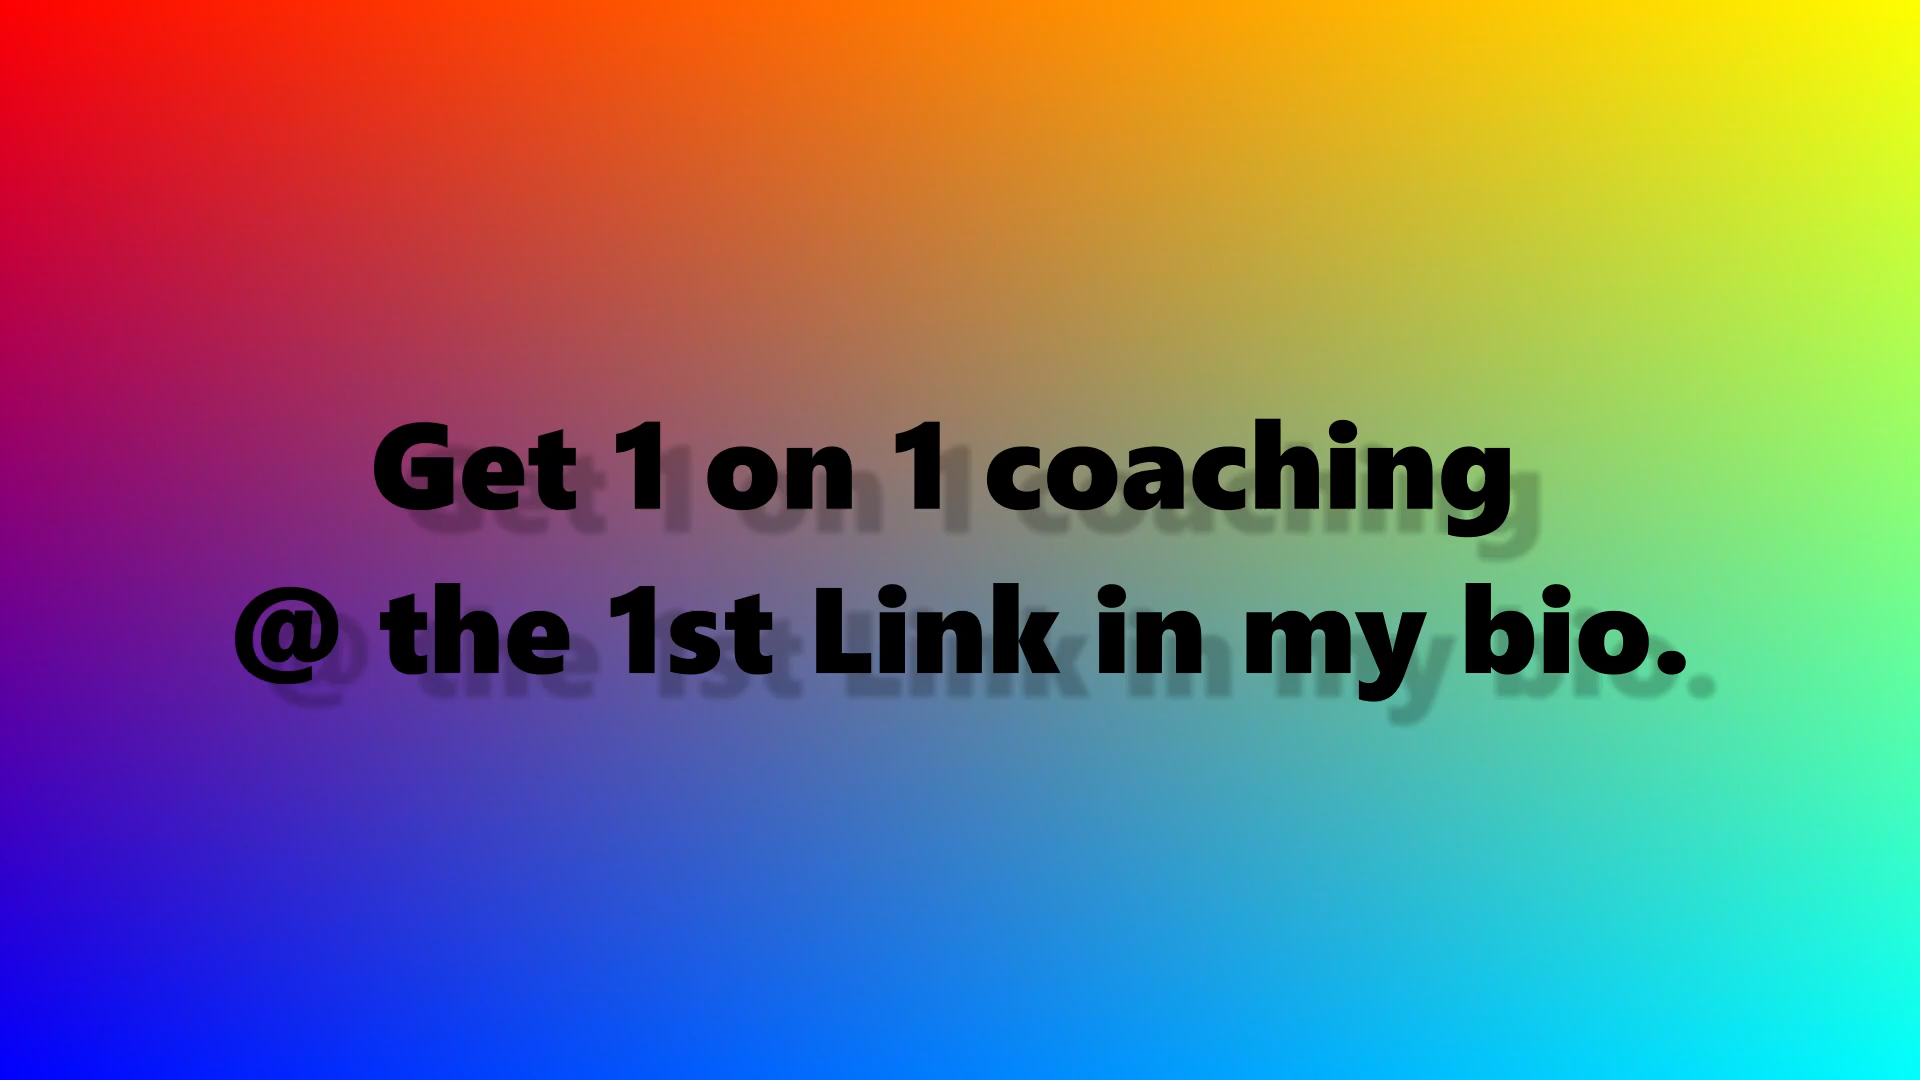 Get 1 on 1 coaching
@ the 1st Link in my bio.